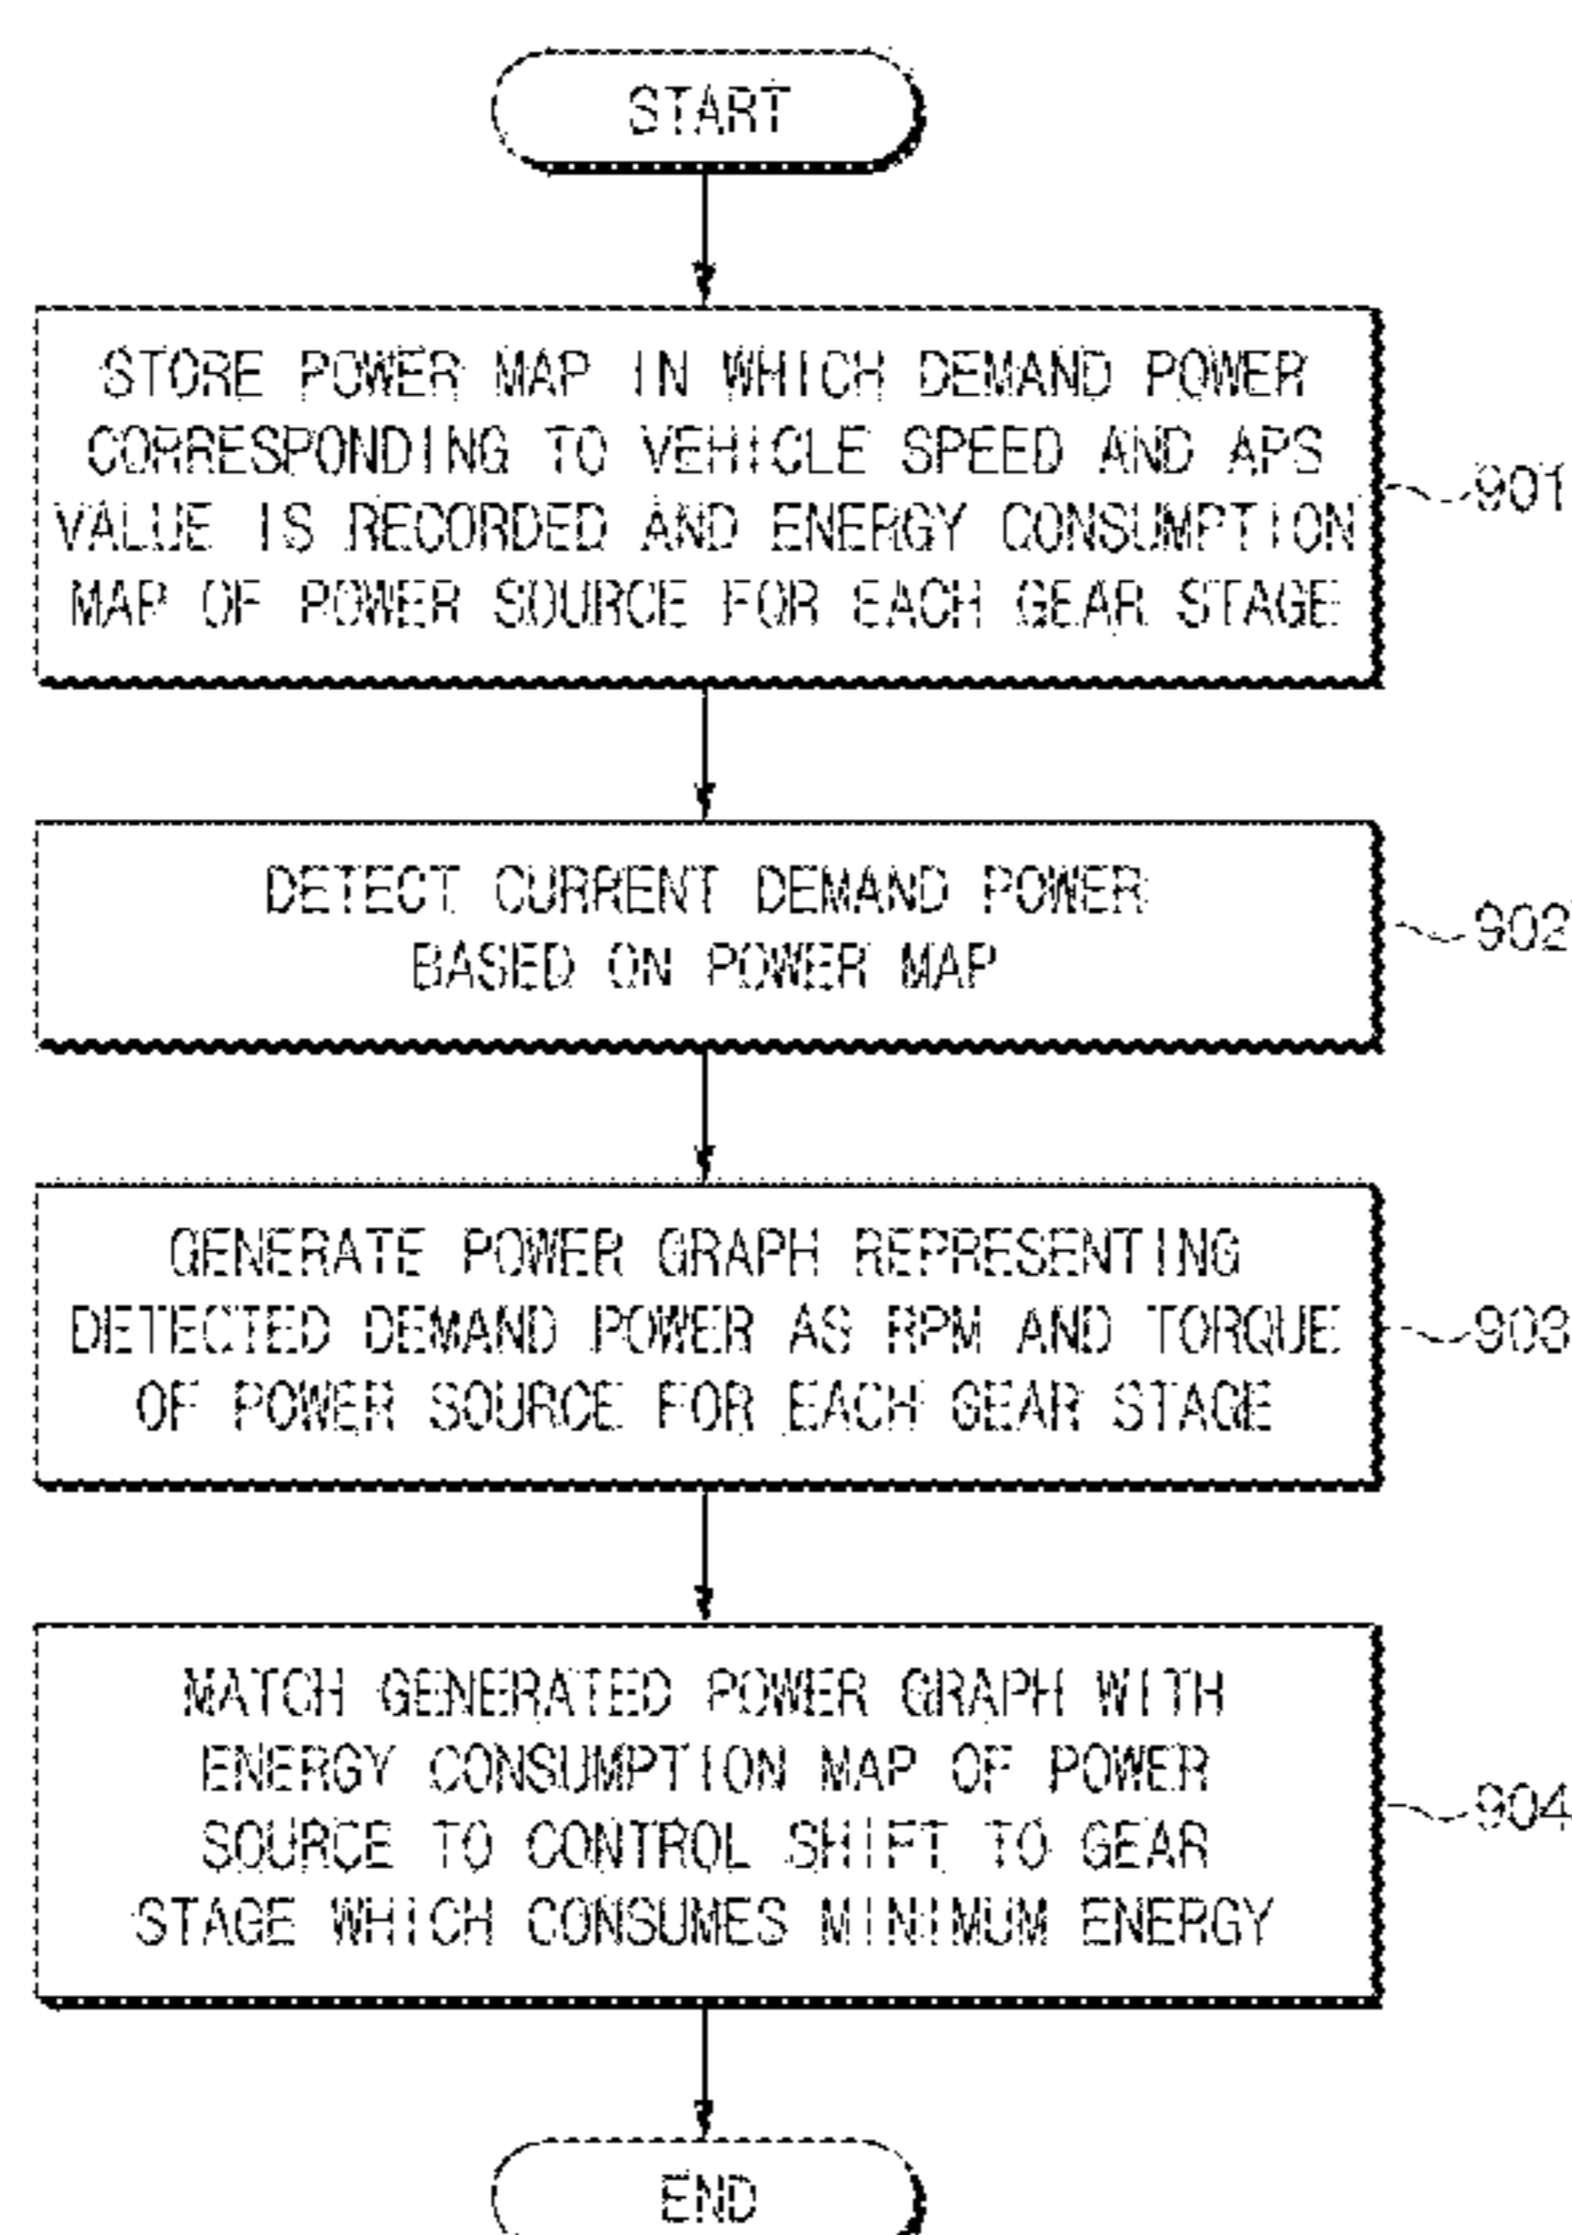 START
STORE POWER MAP IN WHICH DEMAND POWER
CORRESPONDING TO VEHICLE SPEED AND APS
VALUE IS RECORDED AND ENERGY CONSUMPTION
MAP OF POWER SOURCE FOR EACH GEAR STAGE
901
DETECT CURRENT DEMAND POWER
BASED ON POWER MAP
902
GENERATE POWER GRAPH REPRESENTING
DETECTED DEMAND POWER AS RPM AND TORQUE
OF POWER SOURCE FOR EACH GEAR STAGE
903
MATCH GENERATED POWER GRAPH WITH
ENERGY CONSUMPTION MAP OF POWER
SOURCE TO CONTROL SHIFT TO GEAR
STAGE WHICH CONSUMES MINIMUM ENERGY
904
END